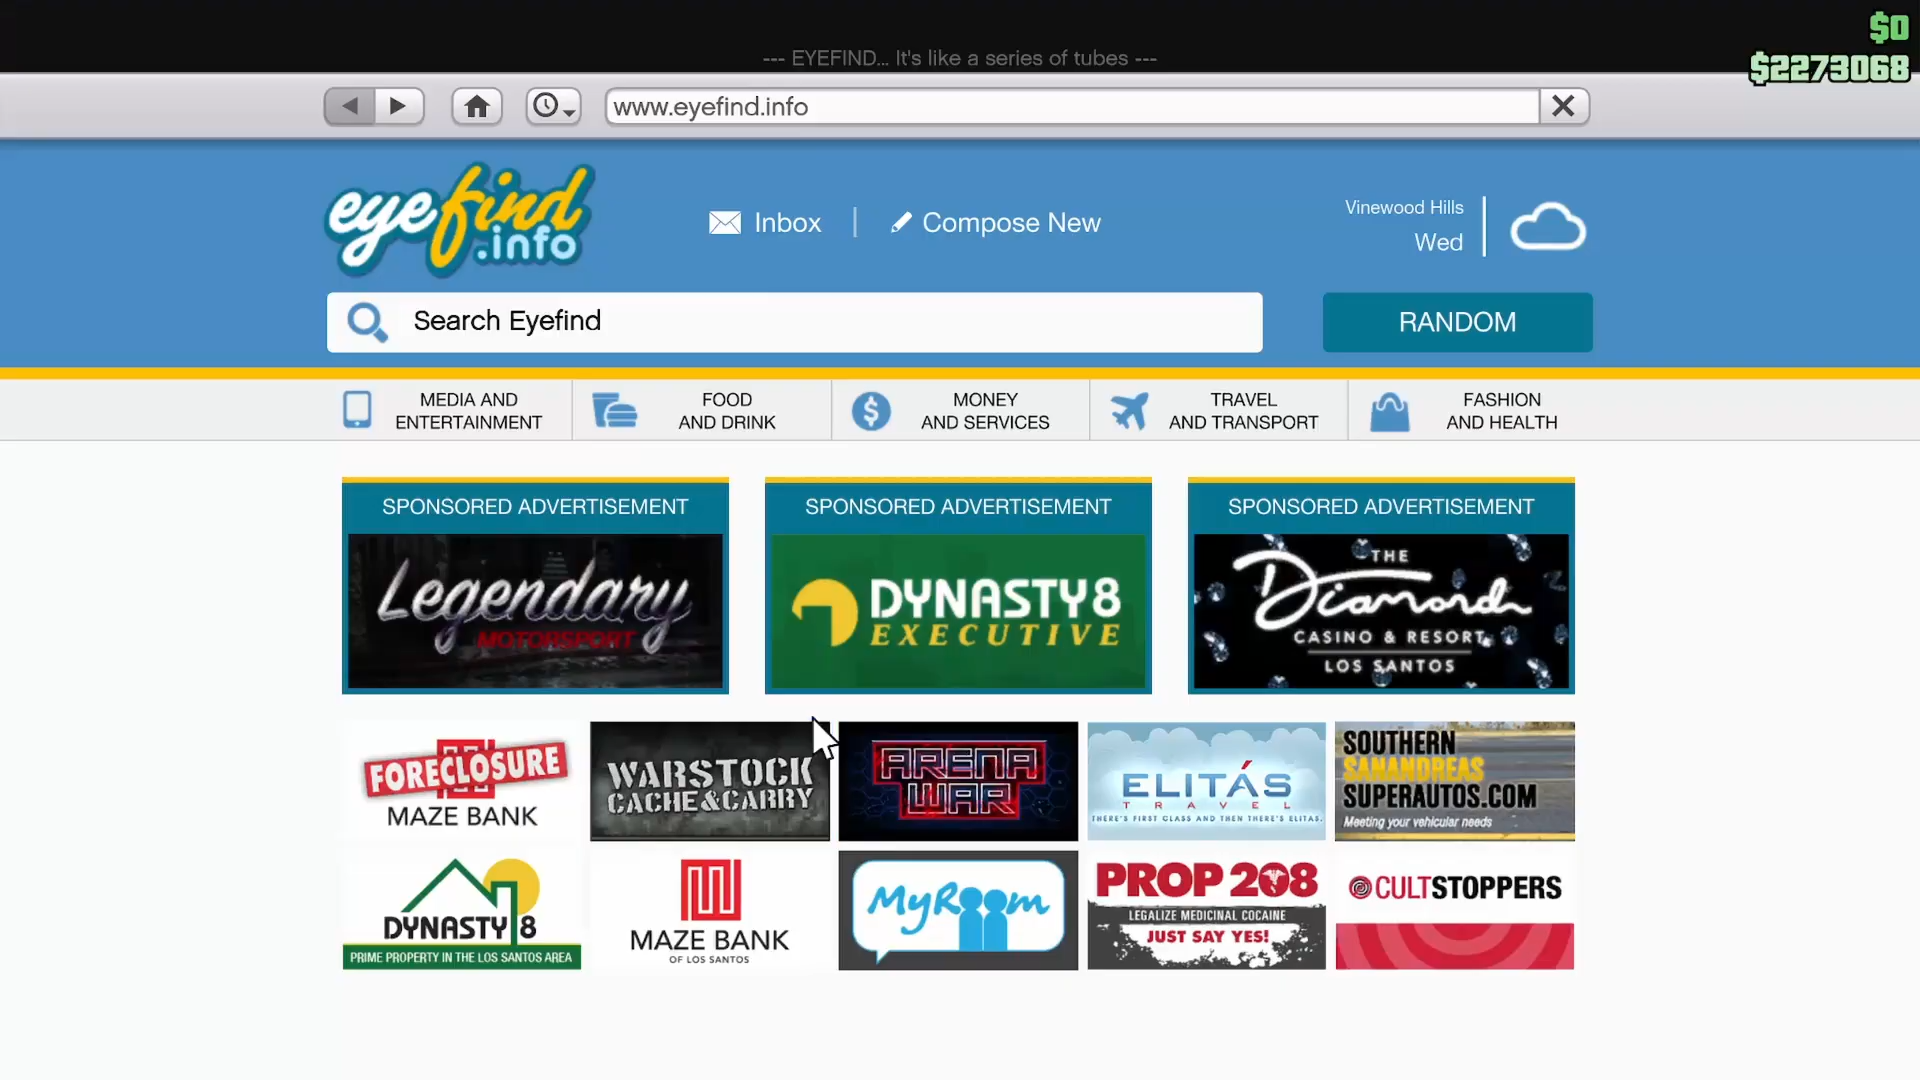 $0
--- EYEFIND... It's like a series of tubes ---
$2273068
www.eyefind.info
eyefind
.info
Inbox
Compose New
Vinewood Hills
Wed
Search Eyefind
RANDOM
MEDIA AND
ENTERTAINMENT
FOOD
AND DRINK
MONEY
AND SERVICES
TRAVEL
AND TRANSPORT
FASHION
AND HEALTH
SPONSORED ADVERTISEMENT
Legendary
MOTORSPORT
SPONSORED ADVERTISEMENT
DYNASTY8
EXECUTIVE
SPONSORED ADVERTISEMENT
THE
Diamond
CASINO & RESORT
LOS SANTOS
FORECLOSURE
MAZE BANK
WARSTOCK
CACHE&CARRY
ARENA
WAR
ELITÁS
TRAVEL
THERE'S FIRST CLASS AND THEN THERE'S ELITAS.
SOUTHERN
SANANDREAS
SUPERAUTOS.COM
Meeting your vehicular needs
DYNASTY 8
PRIME PROPERTY IN THE LOS SANTOS AREA
MAZE BANK
OF LOS SANTOS
MyRoom
PROP 208
LEGALIZE MEDICINAL COCAINE
JUST SAY YES!
CULTSTOPPERS